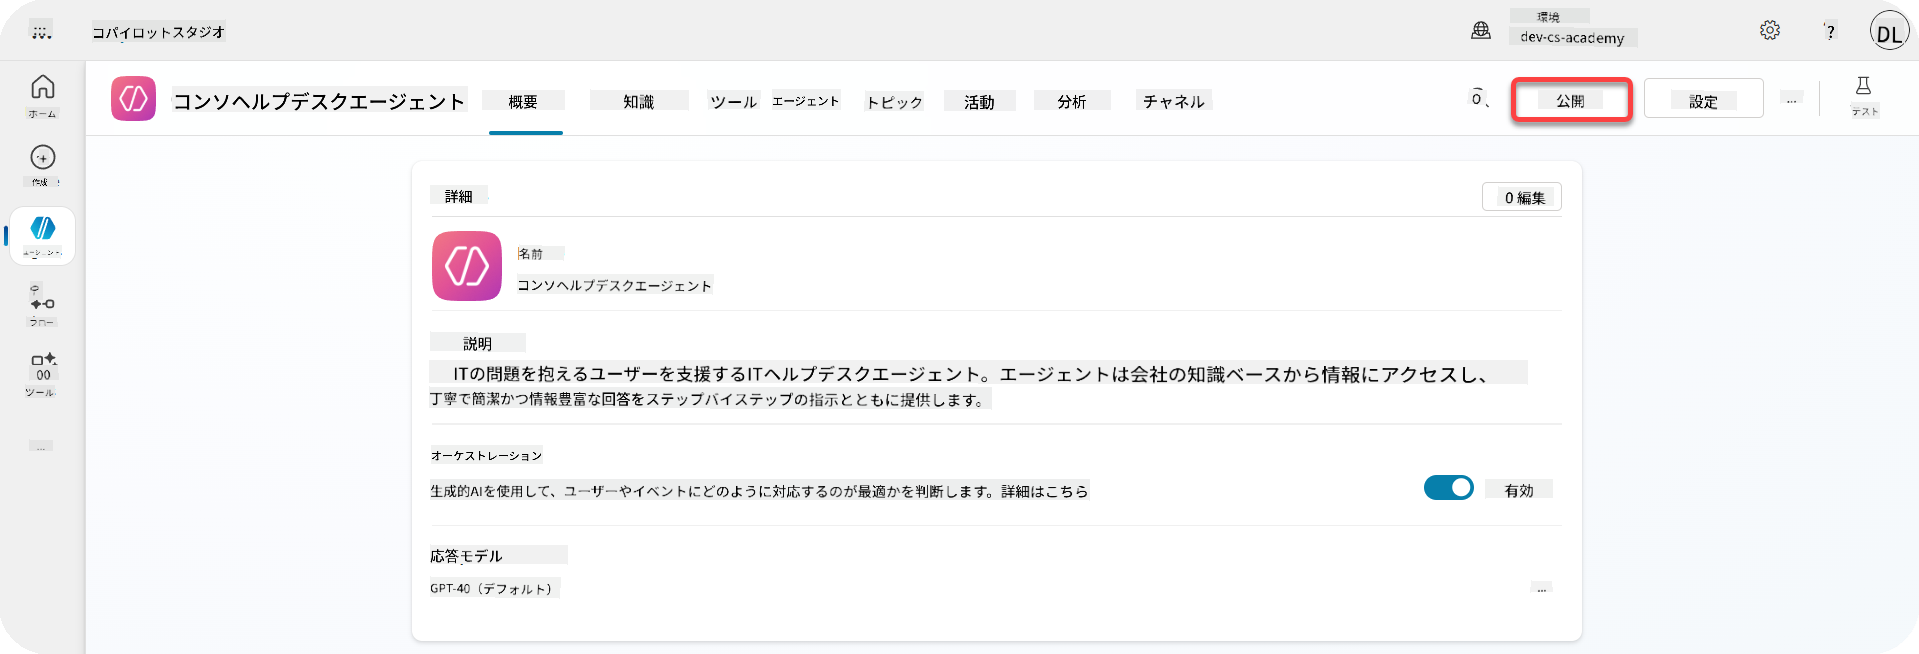 コパイロットスタジオ
環境
dev-cs-academy
?
DL
ホーム
作成
エージェント
フロー
ツール
...
コンソヘルプデスクエージェント
概要
知識
ツール
エージェント
トピック
活動
分析
チャネル
公開
設定
...
テスト
詳細
0 編集
名前
コンソヘルプデスクエージェント
説明
ITの問題を抱えるユーザーを支援するITヘルプデスクエージェント。エージェントは会社の知識ベースから情報にアクセスし、
丁寧で簡潔かつ情報豊富な回答をステップバイステップの指示とともに提供します。
オーケストレーション
生成的AIを使用して、ユーザーやイベントにどのように対応するのが最適かを判断します。詳細はこちら
有効
応答モデル
GPT-40（デフォルト）
...